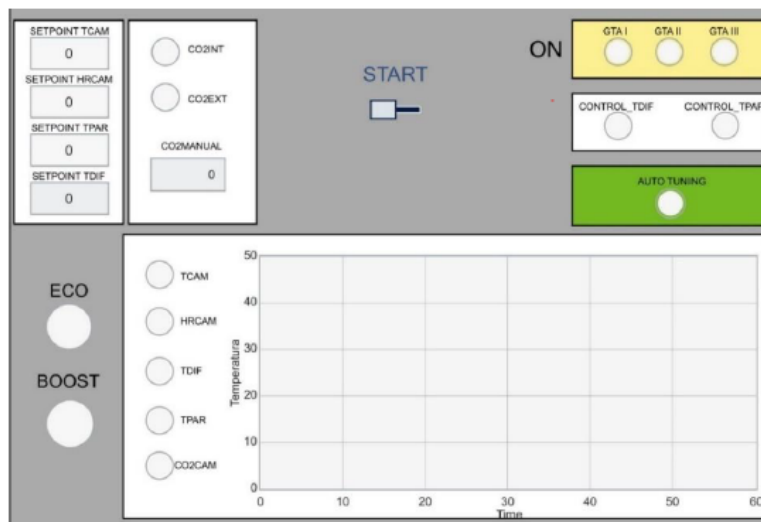 SETPOINT TCAM
0
SETPOINT HRCAM
0
SETPOINT TPAR
0
SETPOINT TDIF
0
CO2INT
CO2EXT
CO2MANUAL
0
START
ON
GTA I GTA II GTA III
CONTROL_TDIF CONTROL_TPAR
AUTO TUNING
ECO
BOOST
TCAM
HRCAM
TDIF
TPAR
CO2CAM
Temperatura
50
40
30
20
10
0
0 10 20 30 40 50 60
Time